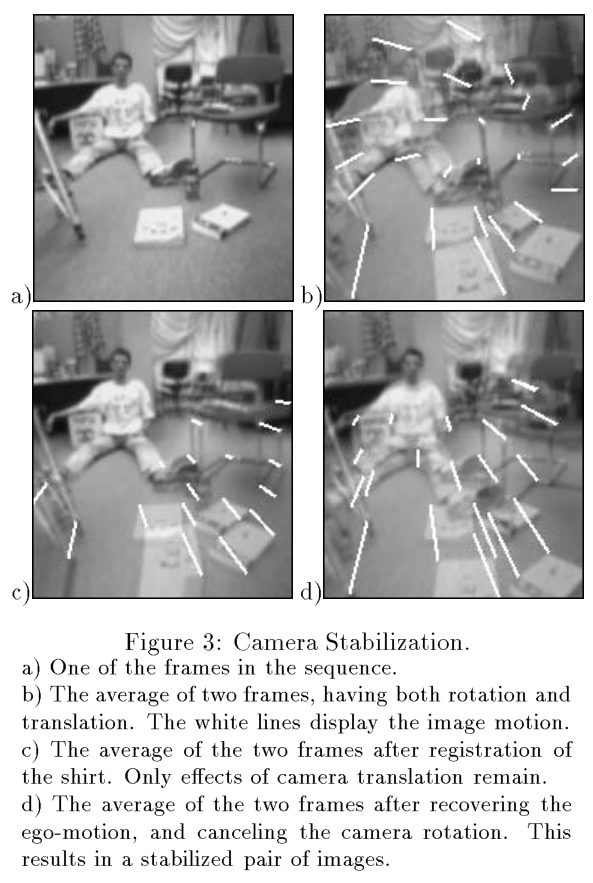 a)
b)
c)
d)
Figure 3: Camera Stabilization.
a) One of the frames in the sequence.
b) The average of two frames, having both rotation and
translation. The white lines display the image motion.
c) The average of the two frames after registration of
the shirt. Only effects of camera translation remain.
d) The average of the two frames after recovering the
ego-motion, and canceling the camera rotation. This
results in a stabilized pair of images.